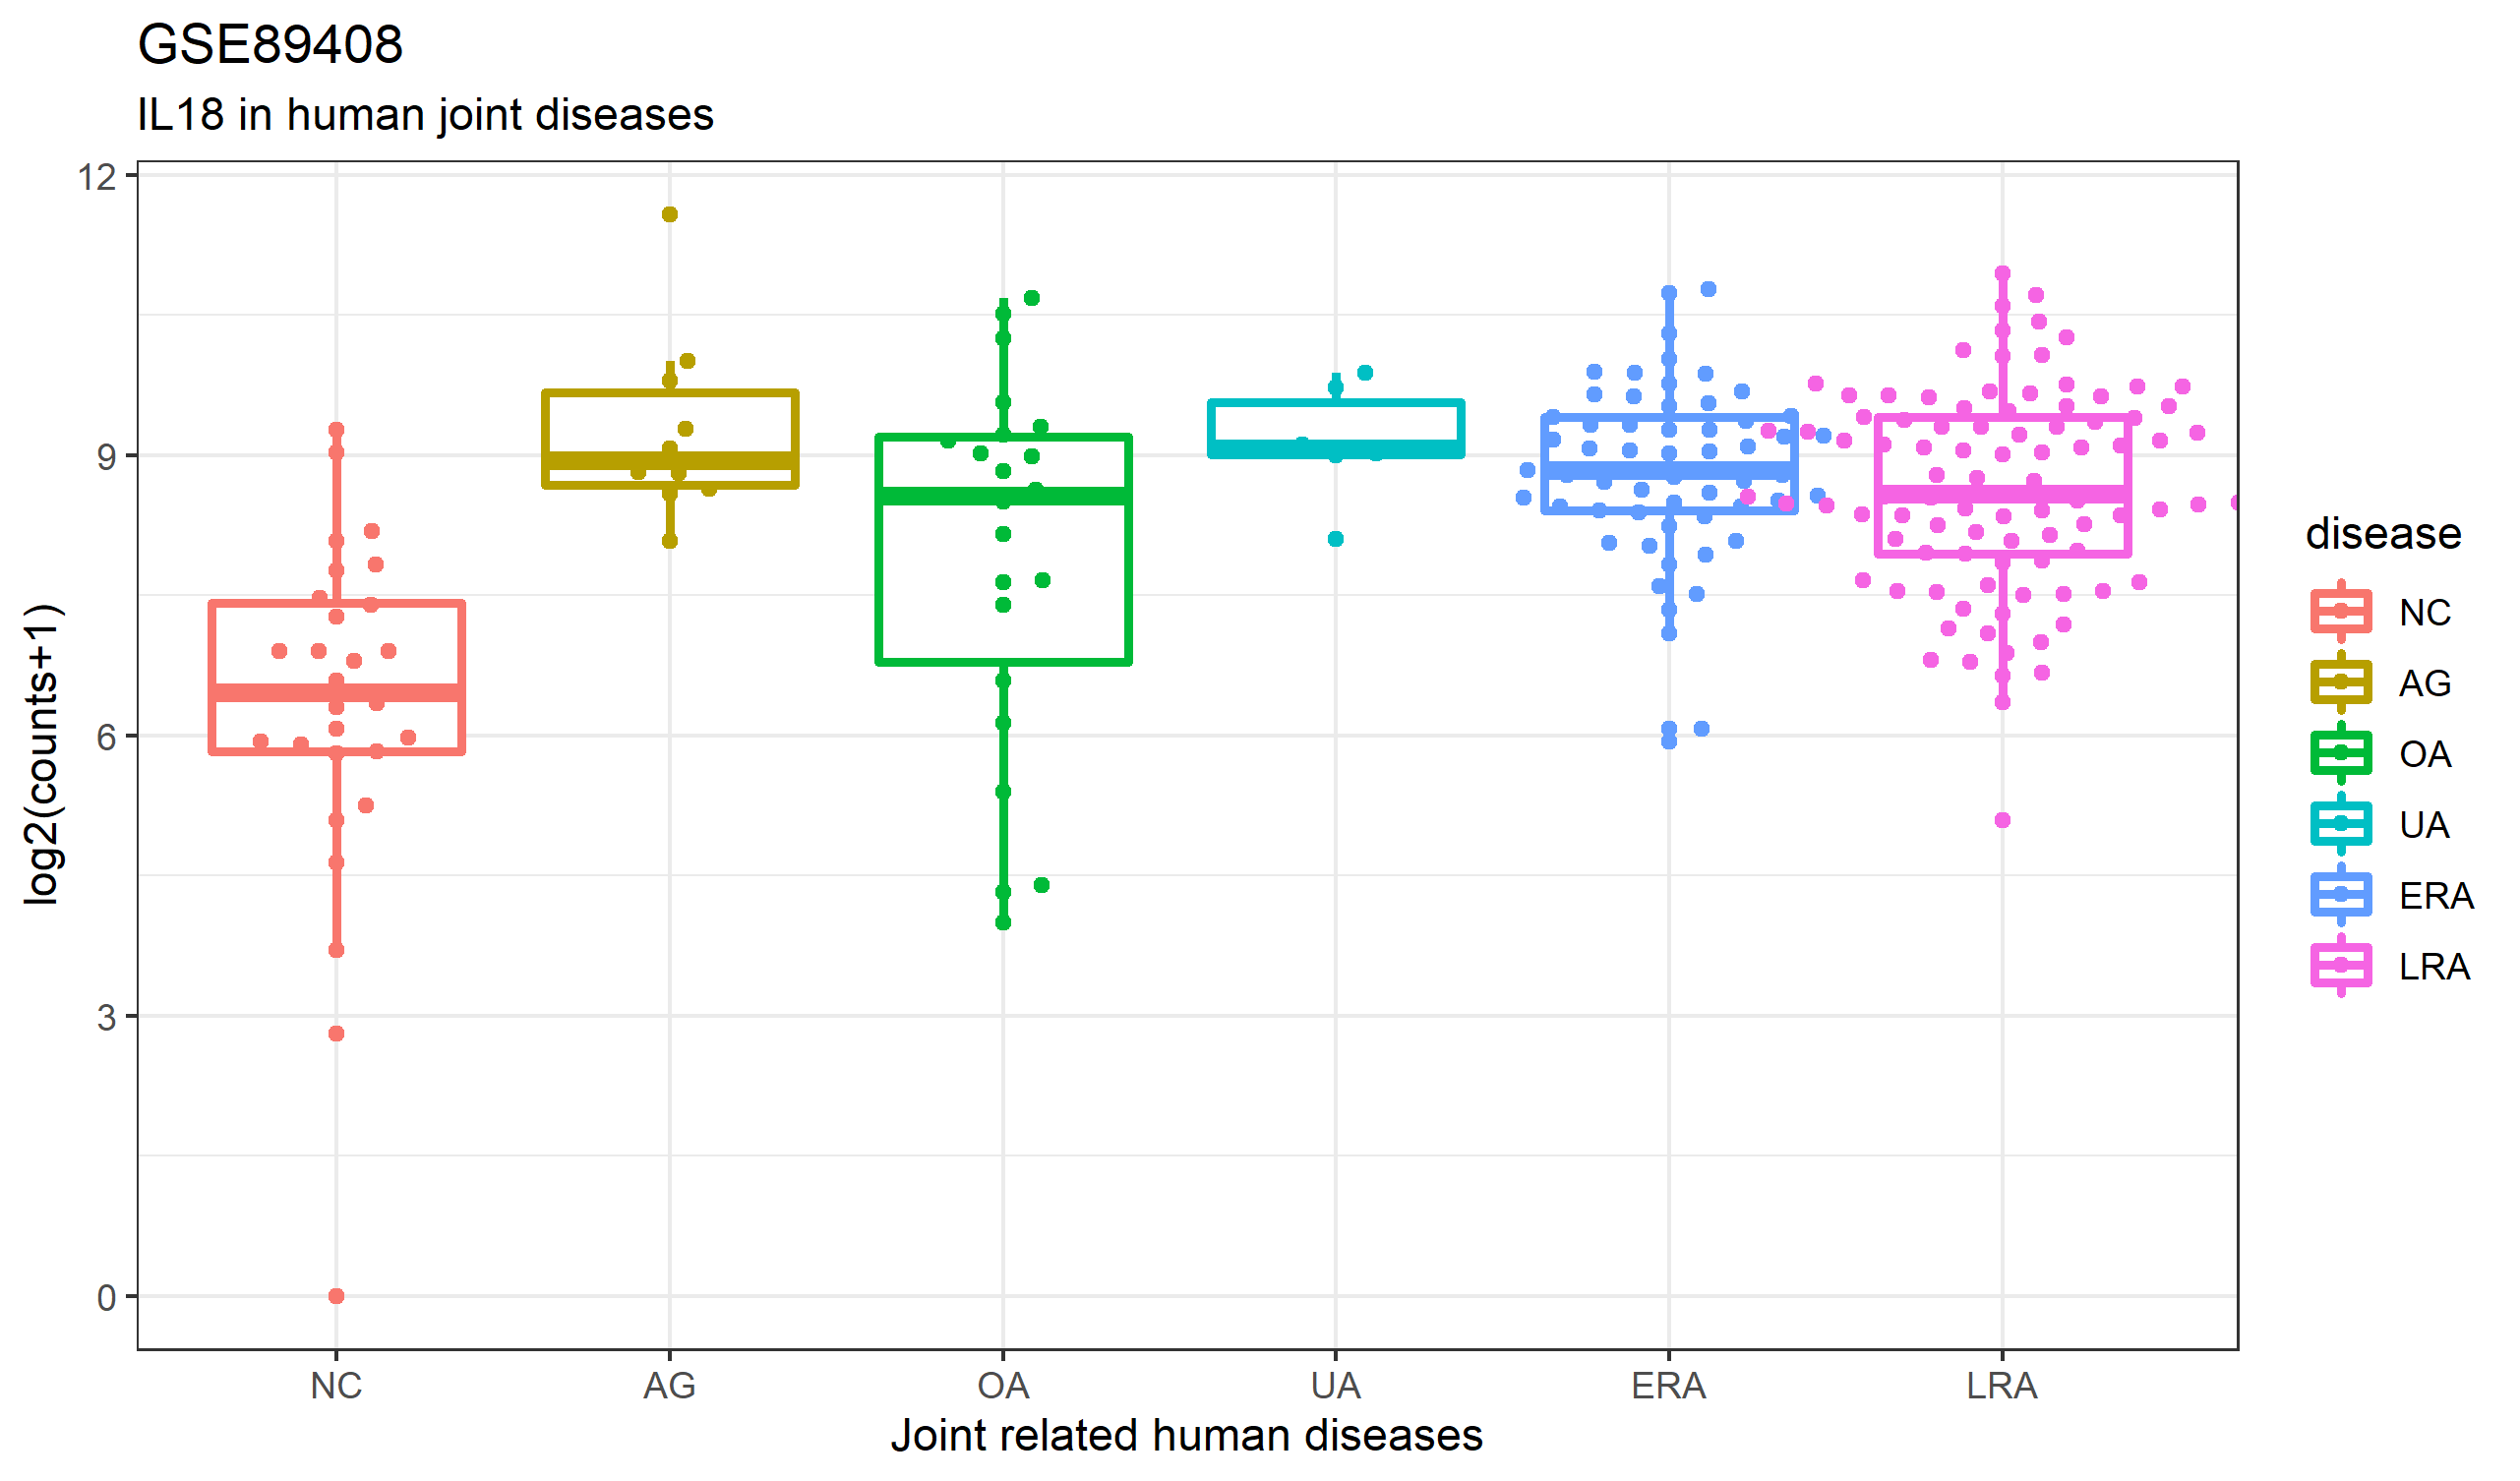 GSE89408
IL18 in human joint diseases
log2(counts+1)
12
9
6
3
0
NC
AG
OA
UA
ERA
LRA
Joint related human diseases
disease
NC
AG
OA
UA
ERA
LRA